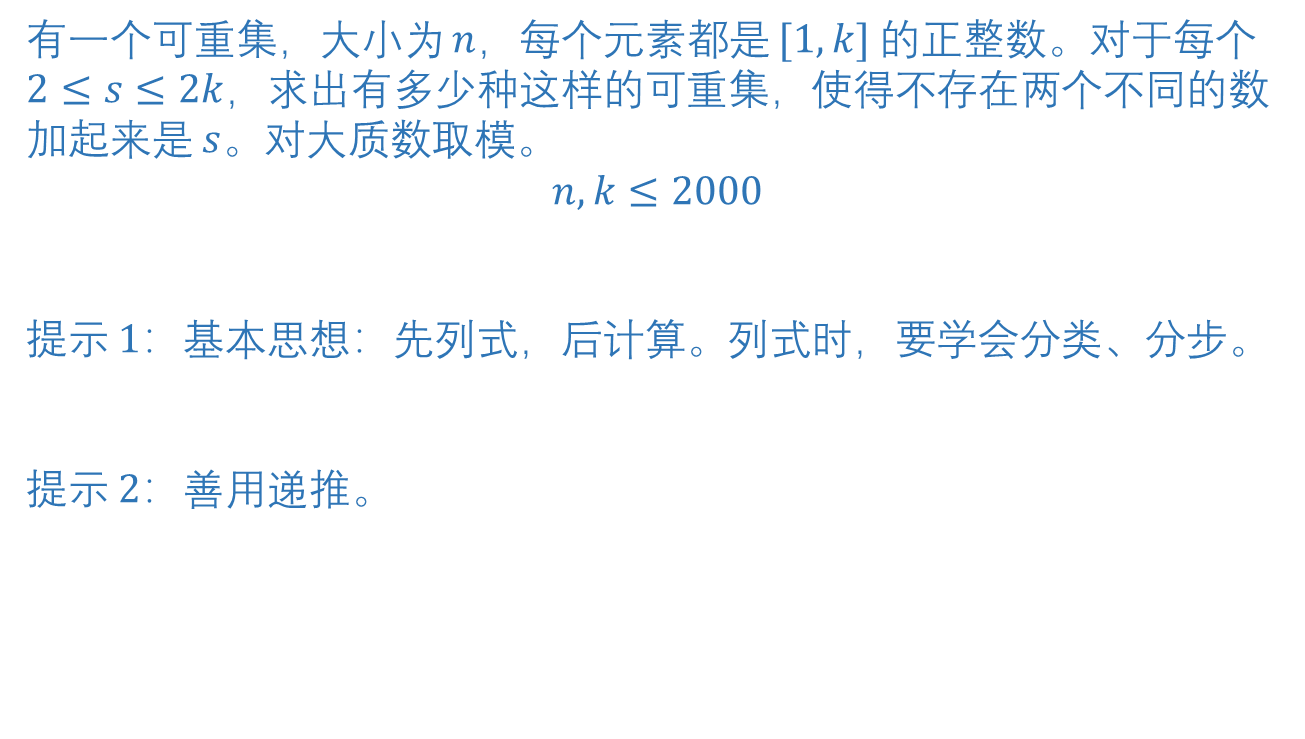 有一个可重集，大小为 n，每个元素都是 [1, k] 的正整数。对于每个
2 ≤ s ≤ 2k，求出有多少种这样的可重集，使得不存在两个不同的数
加起来是 s。对大质数取模。
n, k ≤ 2000
提示 1：基本思想：先列式，后计算。列式时，要学会分类、分步。
提示 2：善用递推。